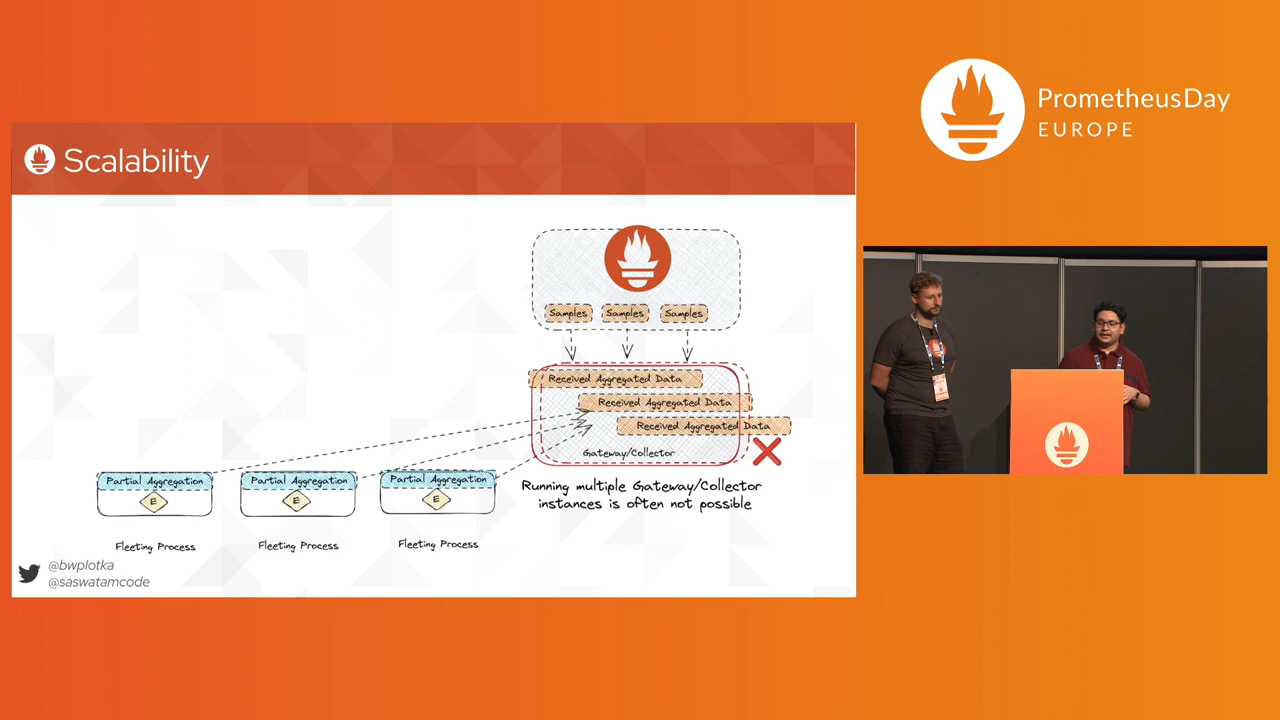 PrometheusDay
EUROPE
Scalability
Samples
Samples
Samples
Received Aggregated Data
Received Aggregated Data
Received Aggregated Data
Gateway/Collector
Running multiple Gateway/Collector
instances is often not possible
Partial Aggregation
E
Fleeting Process
Partial Aggregation
E
Fleeting Process
Partial Aggregation
E
Fleeting Process
@bwplotka
@saswatamcode